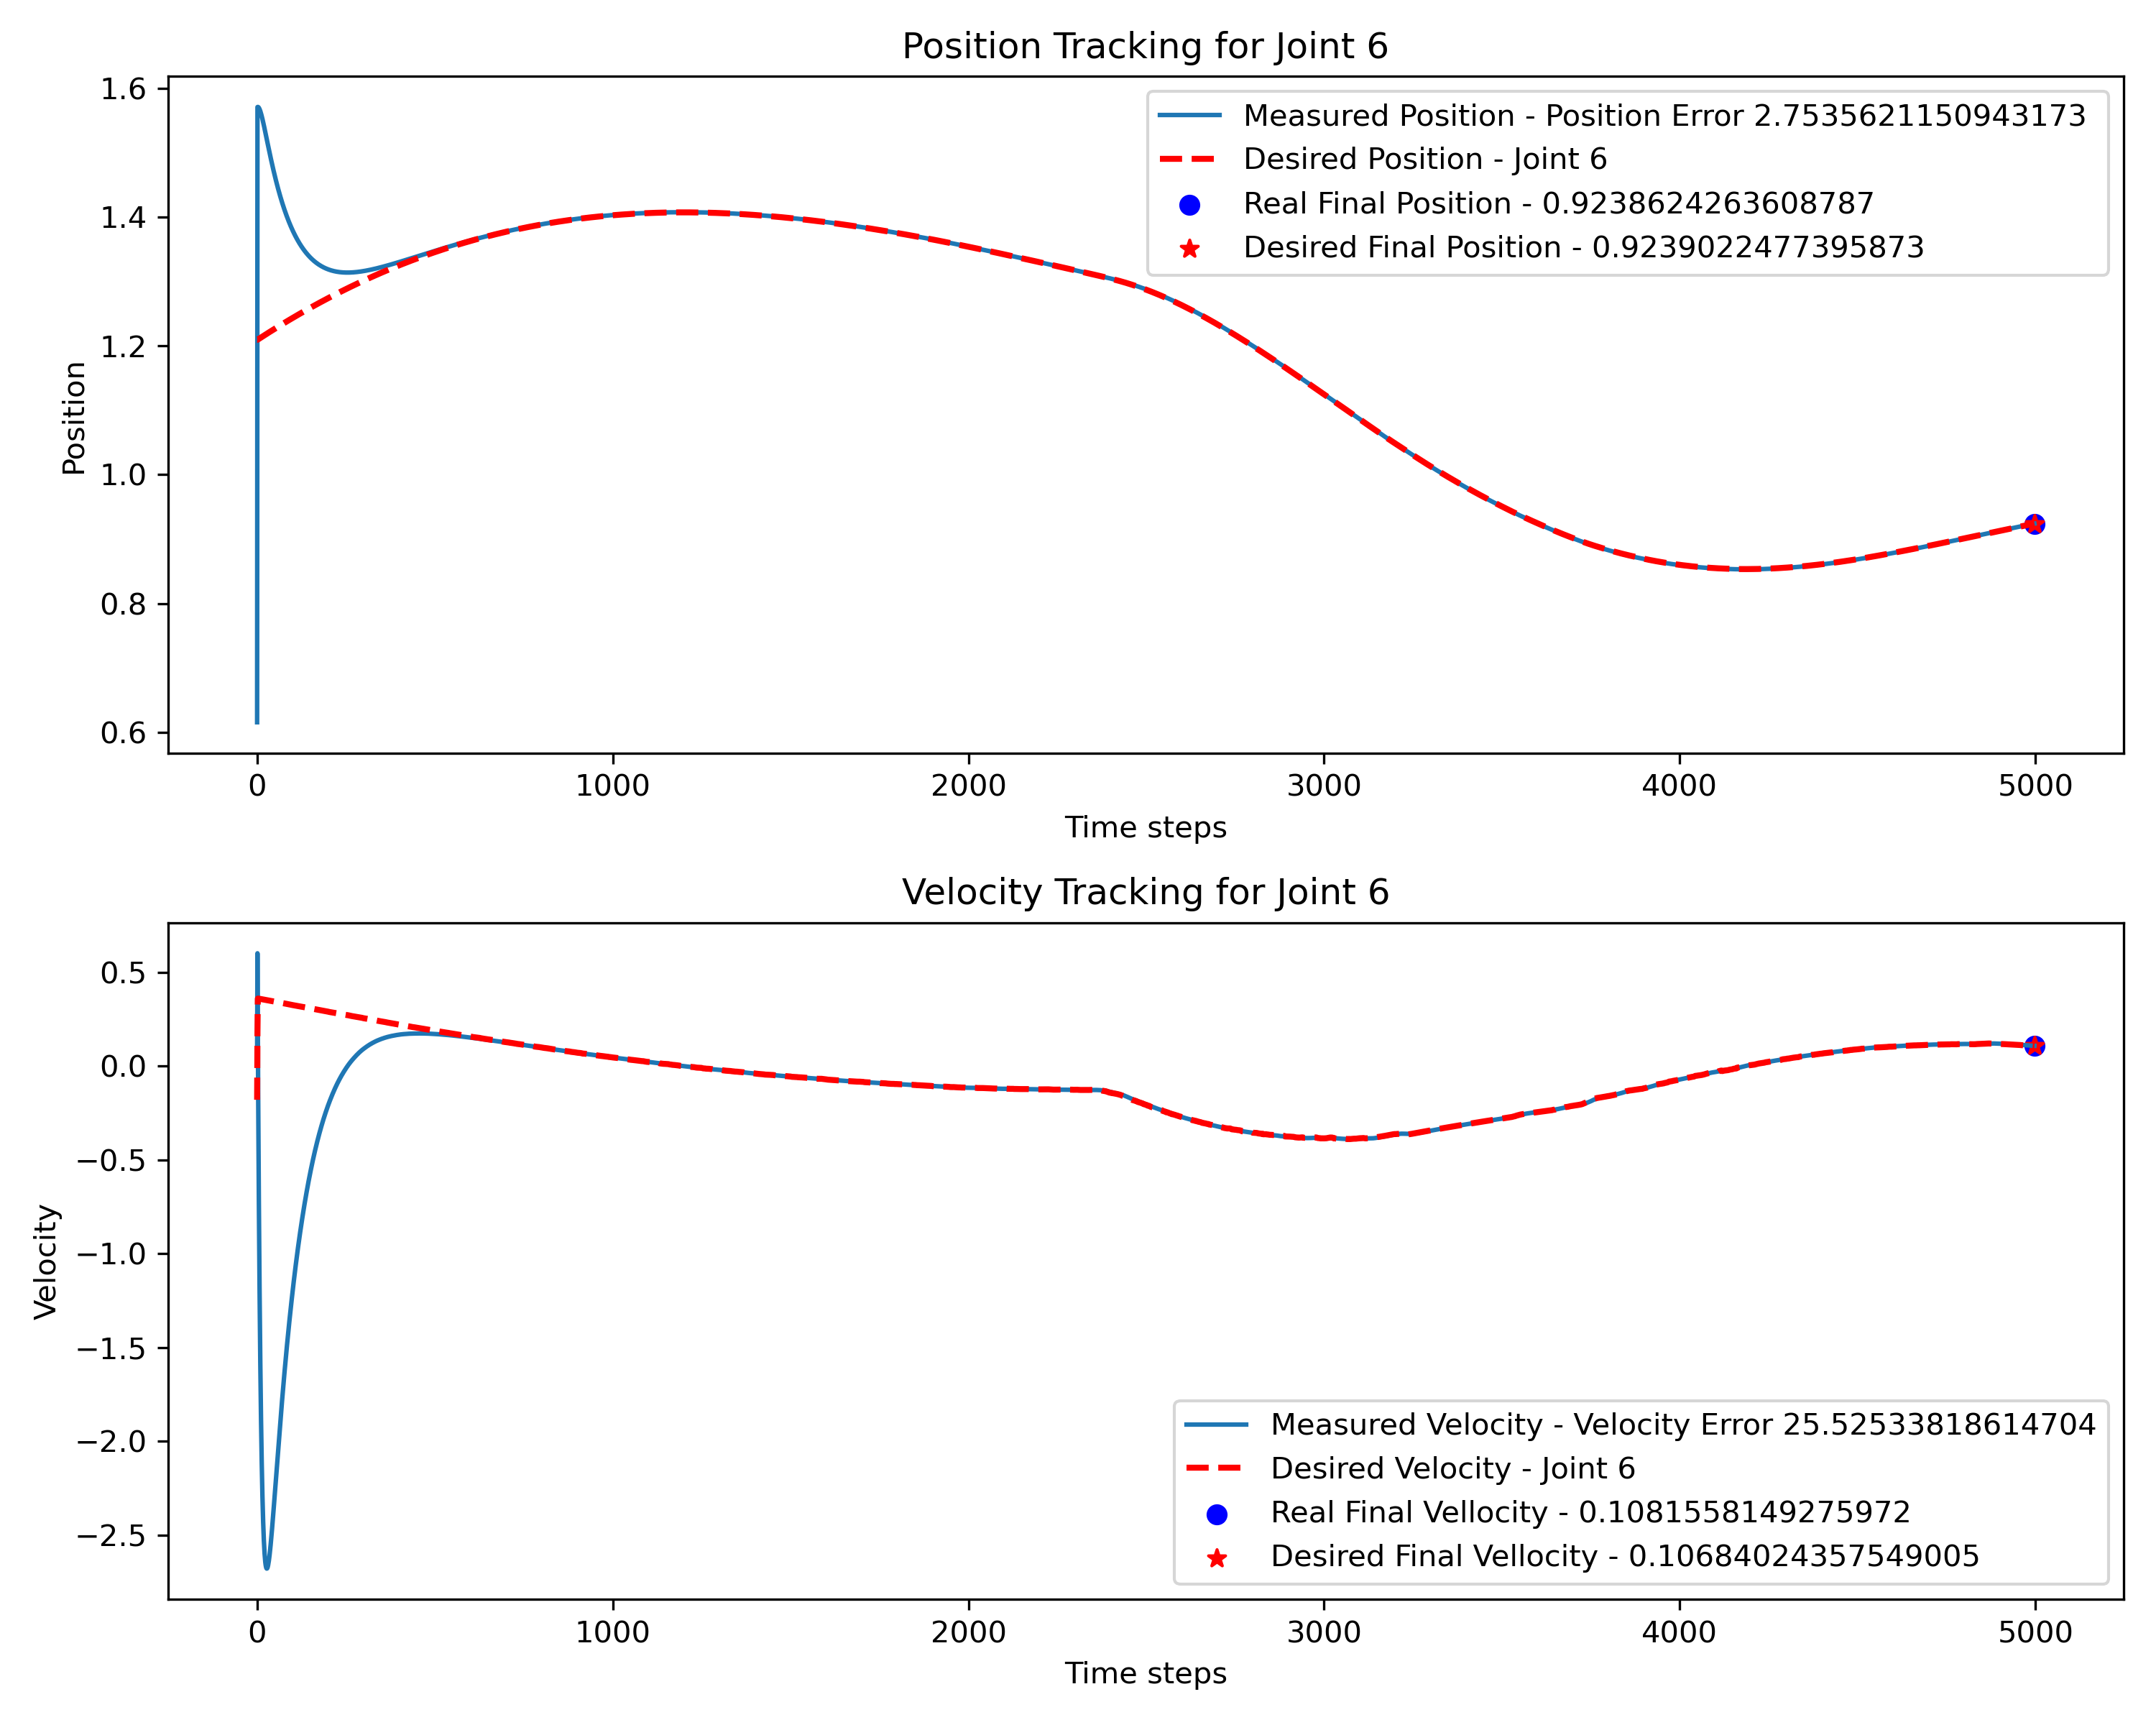 Position Tracking for Joint 6
1.6
1.4
1.2
1.0
0.8
0.6
Position
Measured Position - Position Error 2.7535621150943173
Desired Position - Joint 6
Real Final Position - 0.9238624263608787
Desired Final Position - 0.9239022477395873
0 1000 2000 3000 4000 5000
Time steps
Velocity Tracking for Joint 6
0.5
0.0
−0.5
−1.0
−1.5
−2.0
−2.5
Velocity
Measured Velocity - Velocity Error 25.52533818614704
Desired Velocity - Joint 6
Real Final Vellocity - 0.1081558149275972
Desired Final Vellocity - 0.10684024357549005
0 1000 2000 3000 4000 5000
Time steps